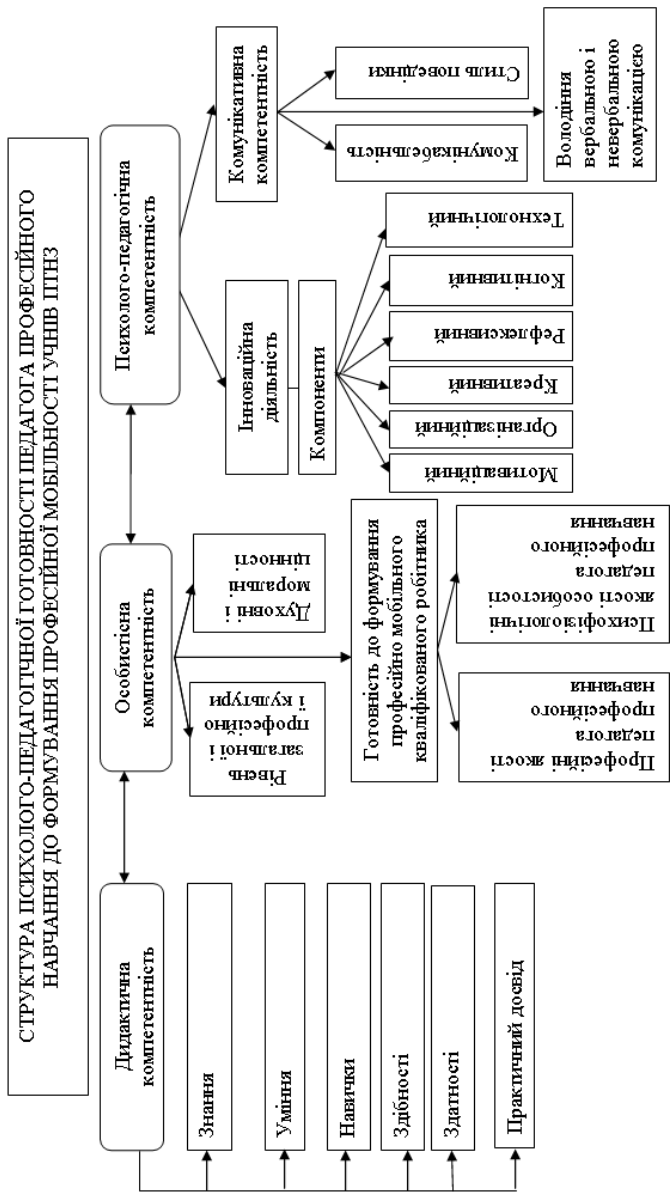 СТРУКТУРА ПСИХОЛОГО-ПЕДАГОГІЧНОЇ ГОТОВНОСТІ ПЕДАГОГА ПРОФЕСІЙНОГО
НАВЧАННЯ ДО ФОРМУВАННЯ ПРОФЕСІЙНОЇ МОБІЛЬНОСТІ УЧНІВ ПТНЗ
Дидактична
компетентність
Знання
Уміння
Навички
Здібності
Здатності
Практичний досвід
Особистісна
компетентність
Рівень
загальної і
професійно
ї культури
Духовні і
моральні
цінності
Готовність до формування
професійно мобільного
кваліфікованого робітника
Професійні якості
педагога
професійного
навчання
Психофізіологічні
якості особистості
педагога
професійного
навчання
Психолого-педагогічна
компетентність
Інноваційна
діяльність
Компоненти
Мотиваційний
Організаційний
Креативний
Рефлексивний
Когнітивний
Технологічний
Комунікативна
компетентність
Комунікабельність
Стиль поведінки
Володіння
вербальною і
невербальною
комунікацією